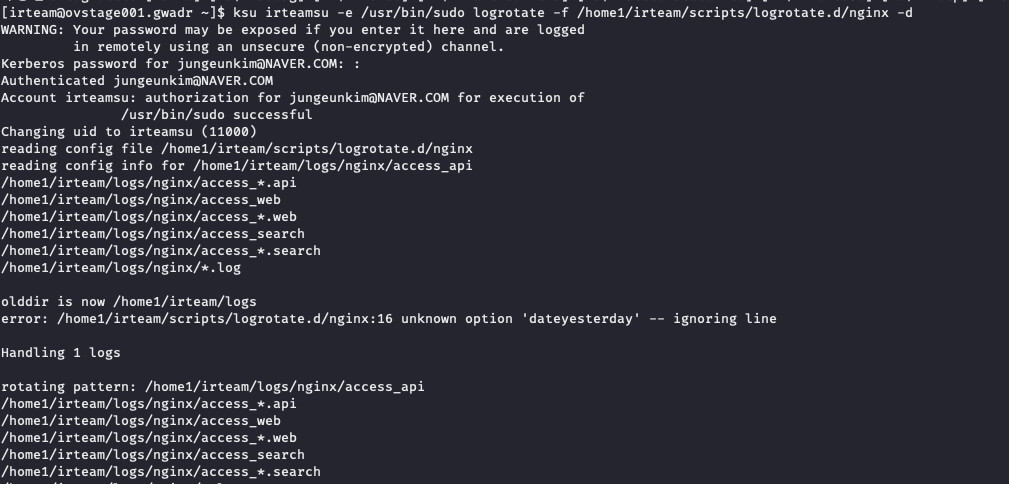 [irteam@ovstage001.gwadr ~]$ ksu irteamsu -e /usr/bin/sudo logrotate -f /home1/irteam/scripts/logrotate.d/nginx -d
WARNING: Your password may be exposed if you enter it here and are logged
         in remotely using an unsecure (non-encrypted) channel.
Kerberos password for jungeunkim@NAVER.COM: :
Authenticated jungeunkim@NAVER.COM
Account irteamsu: authorization for jungeunkim@NAVER.COM for execution of
               /usr/bin/sudo successful
Changing uid to irteamsu (11000)
reading config file /home1/irteam/scripts/logrotate.d/nginx
reading config info for /home1/irteam/logs/nginx/access_api
/home1/irteam/logs/nginx/access_*.api
/home1/irteam/logs/nginx/access_web
/home1/irteam/logs/nginx/access_*.web
/home1/irteam/logs/nginx/access_search
/home1/irteam/logs/nginx/access_*.search
/home1/irteam/logs/nginx/*.log
olddir is now /home1/irteam/logs
error: /home1/irteam/scripts/logrotate.d/nginx:16 unknown option 'dateyesterday' -- ignoring line
Handling 1 logs
rotating pattern: /home1/irteam/logs/nginx/access_api
/home1/irteam/logs/nginx/access_*.api
/home1/irteam/logs/nginx/access_web
/home1/irteam/logs/nginx/access_*.web
/home1/irteam/logs/nginx/access_search
/home1/irteam/logs/nginx/access_*.search